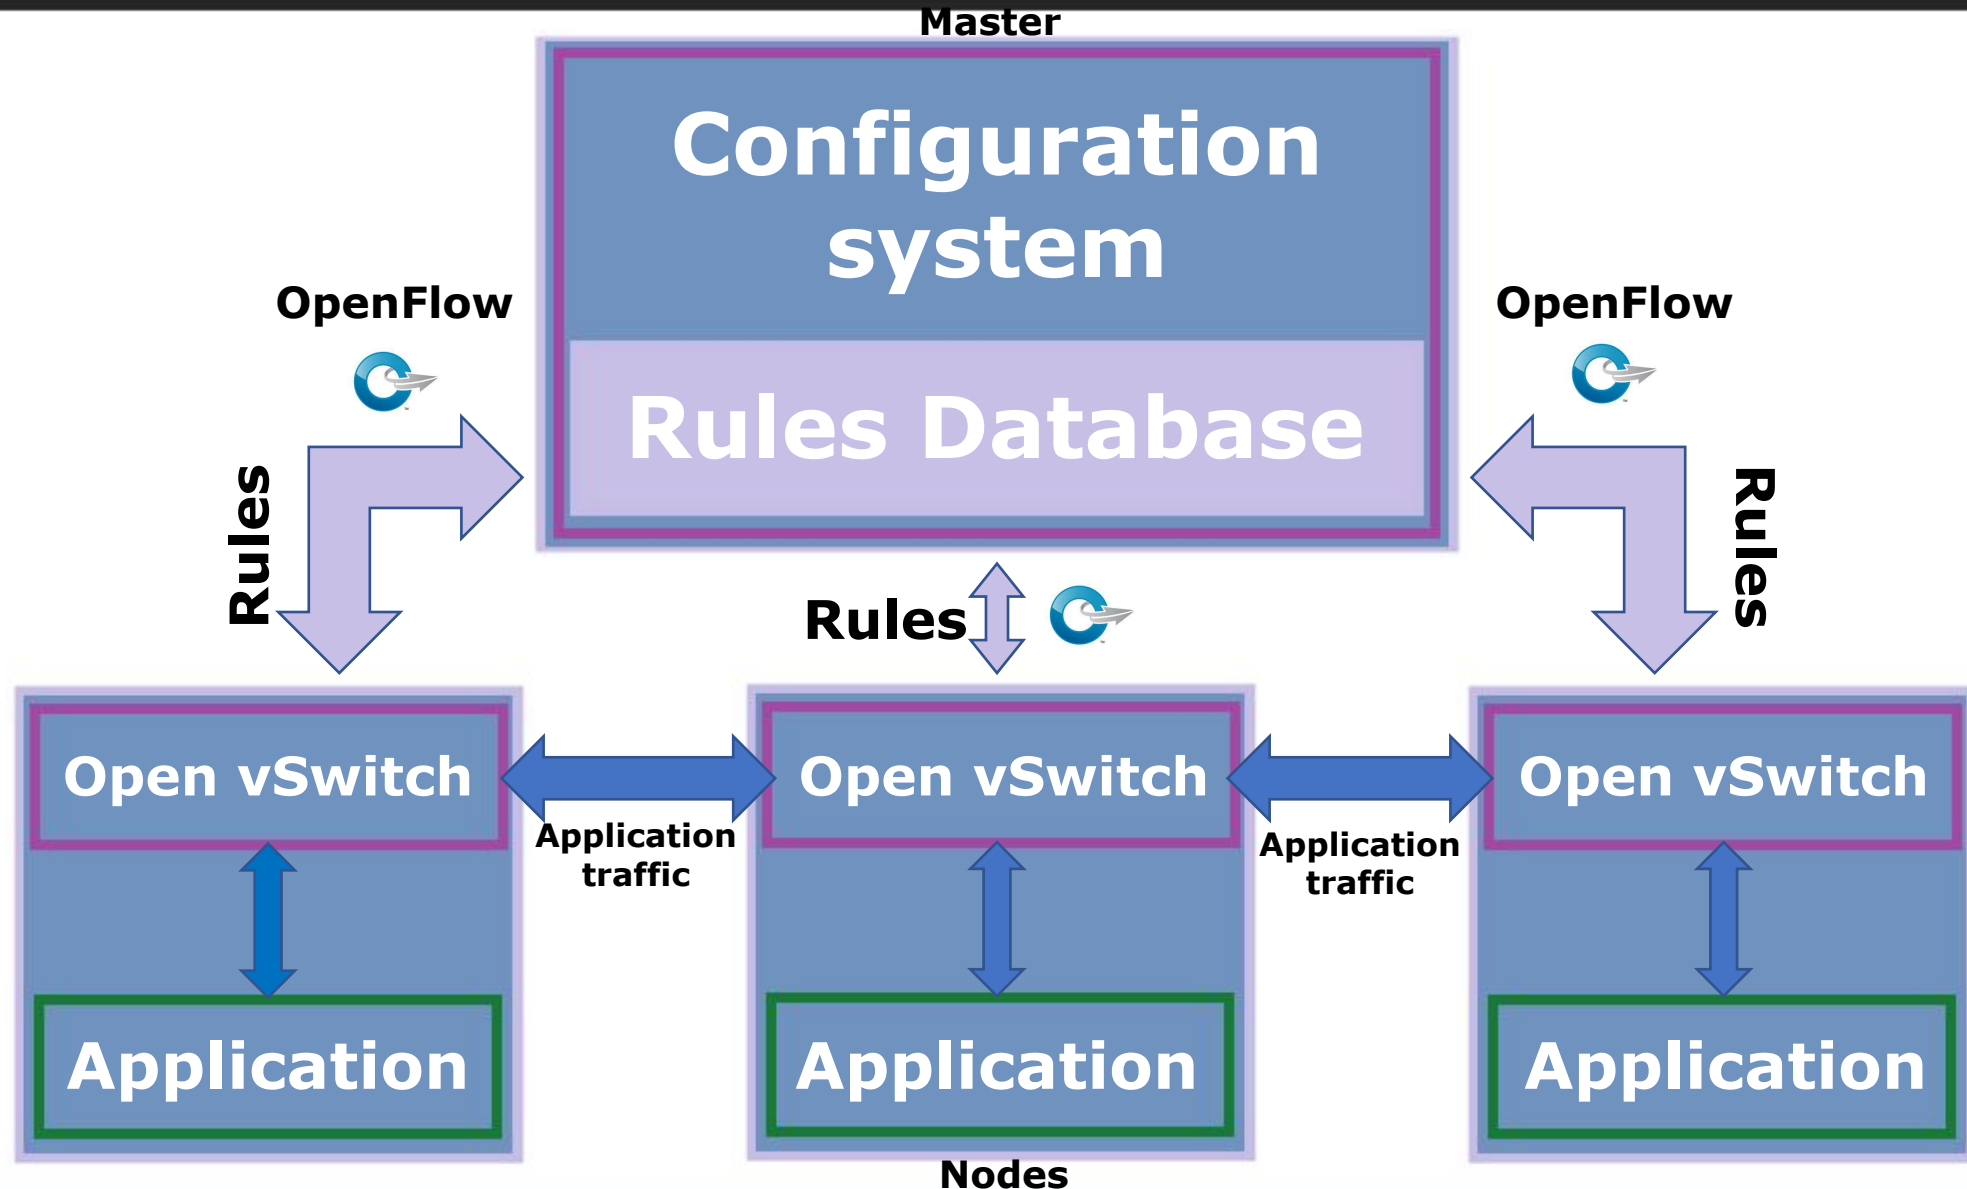 Master
Configuration
system
OpenFlow
OpenFlow
Rules Database
Rules
Rules
Rules
Open vSwitch
Open vSwitch
Open vSwitch
Application
traffic
Application
traffic
Application
Application
Application
Nodes